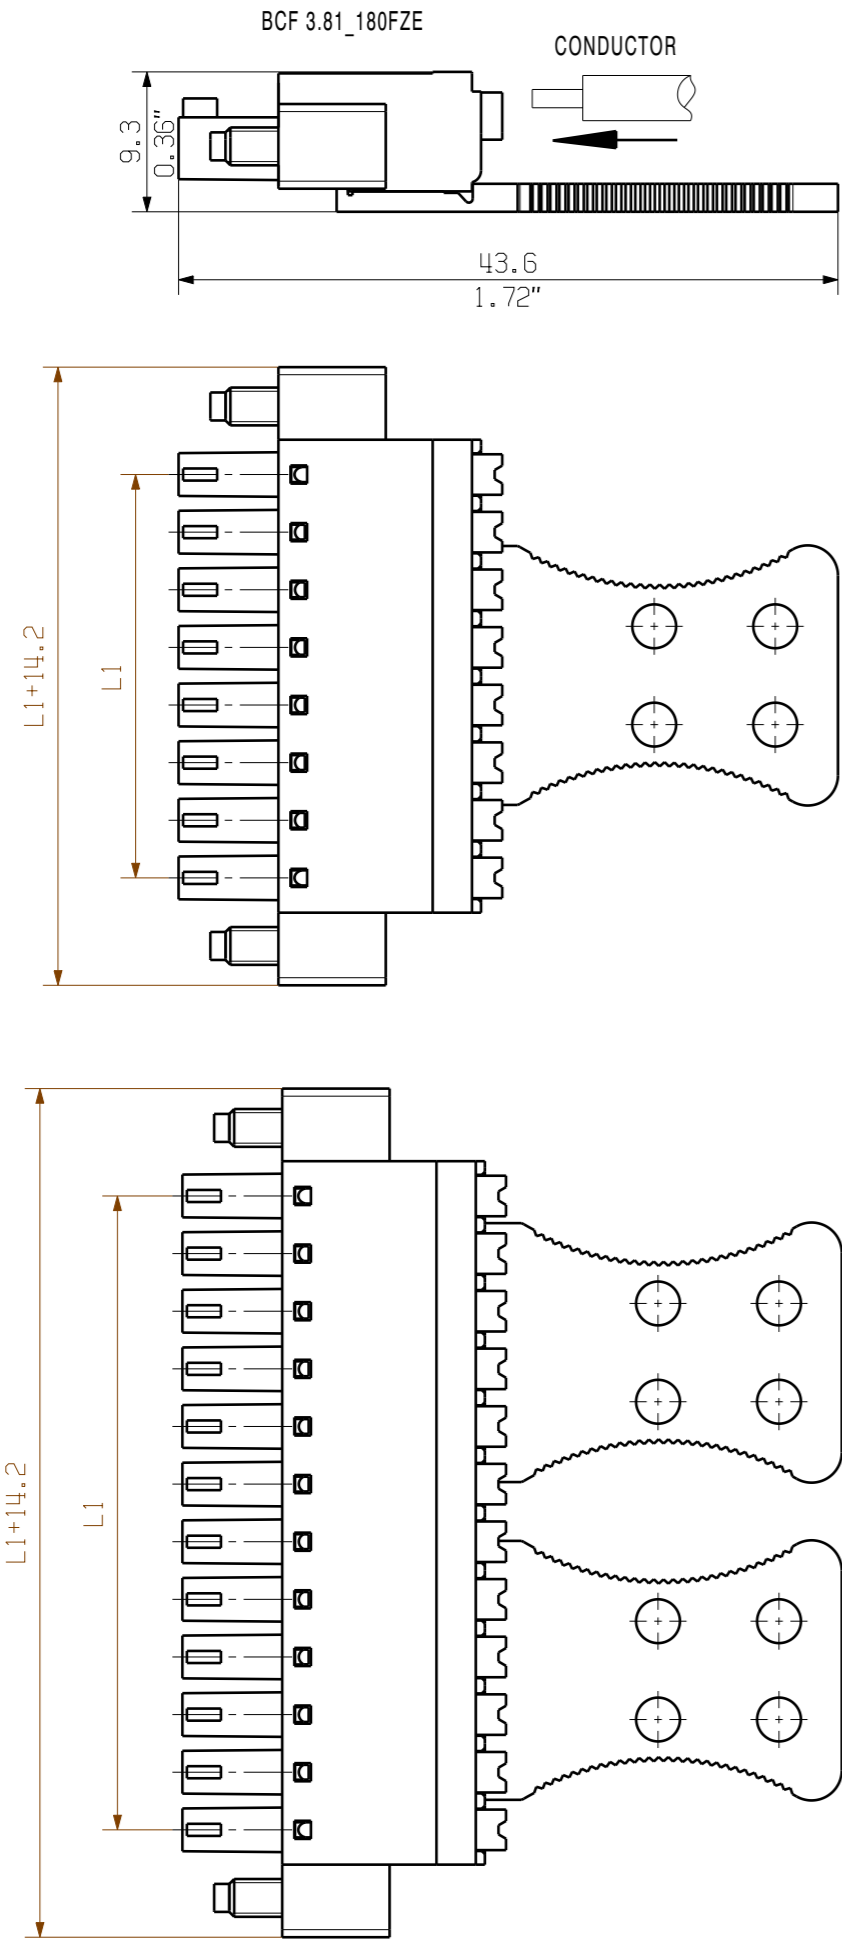 BCF 3.81_180FZE
CONDUCTOR
9.3
0.36"
43.6
1.72"
L1+14.2
L1
L1+14.2
L1